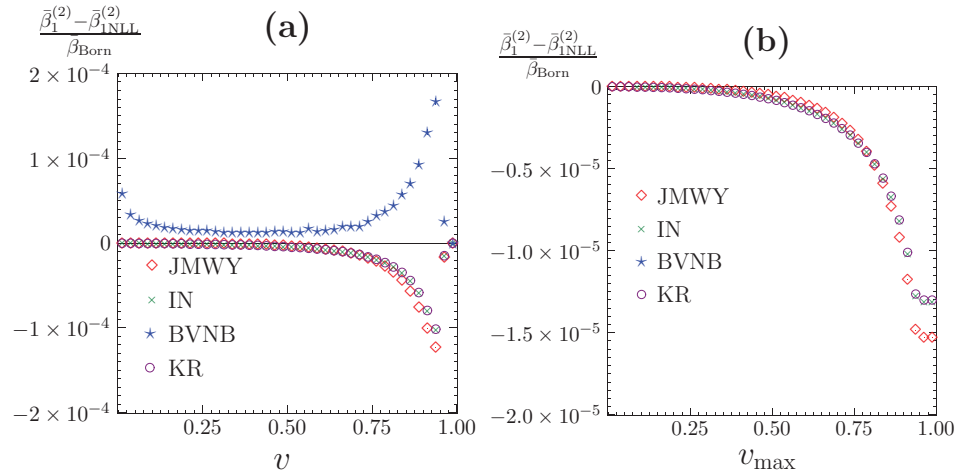 (a)
β̄₁⁽²⁾−β̄₁NLL⁽²⁾
β̄Born
2 × 10⁻⁴
1 × 10⁻⁴
0
−1 × 10⁻⁴
−2 × 10⁻⁴
JMWY
IN
BVNB
KR
0.25 0.50 0.75 1.00
v
(b)
β̄₁⁽²⁾−β̄₁NLL⁽²⁾
β̄Born
0
−0.5 × 10⁻⁵
−1.0 × 10⁻⁵
−1.5 × 10⁻⁵
−2.0 × 10⁻⁵
JMWY
IN
BVNB
KR
0.25 0.50 0.75 1.00
vmax